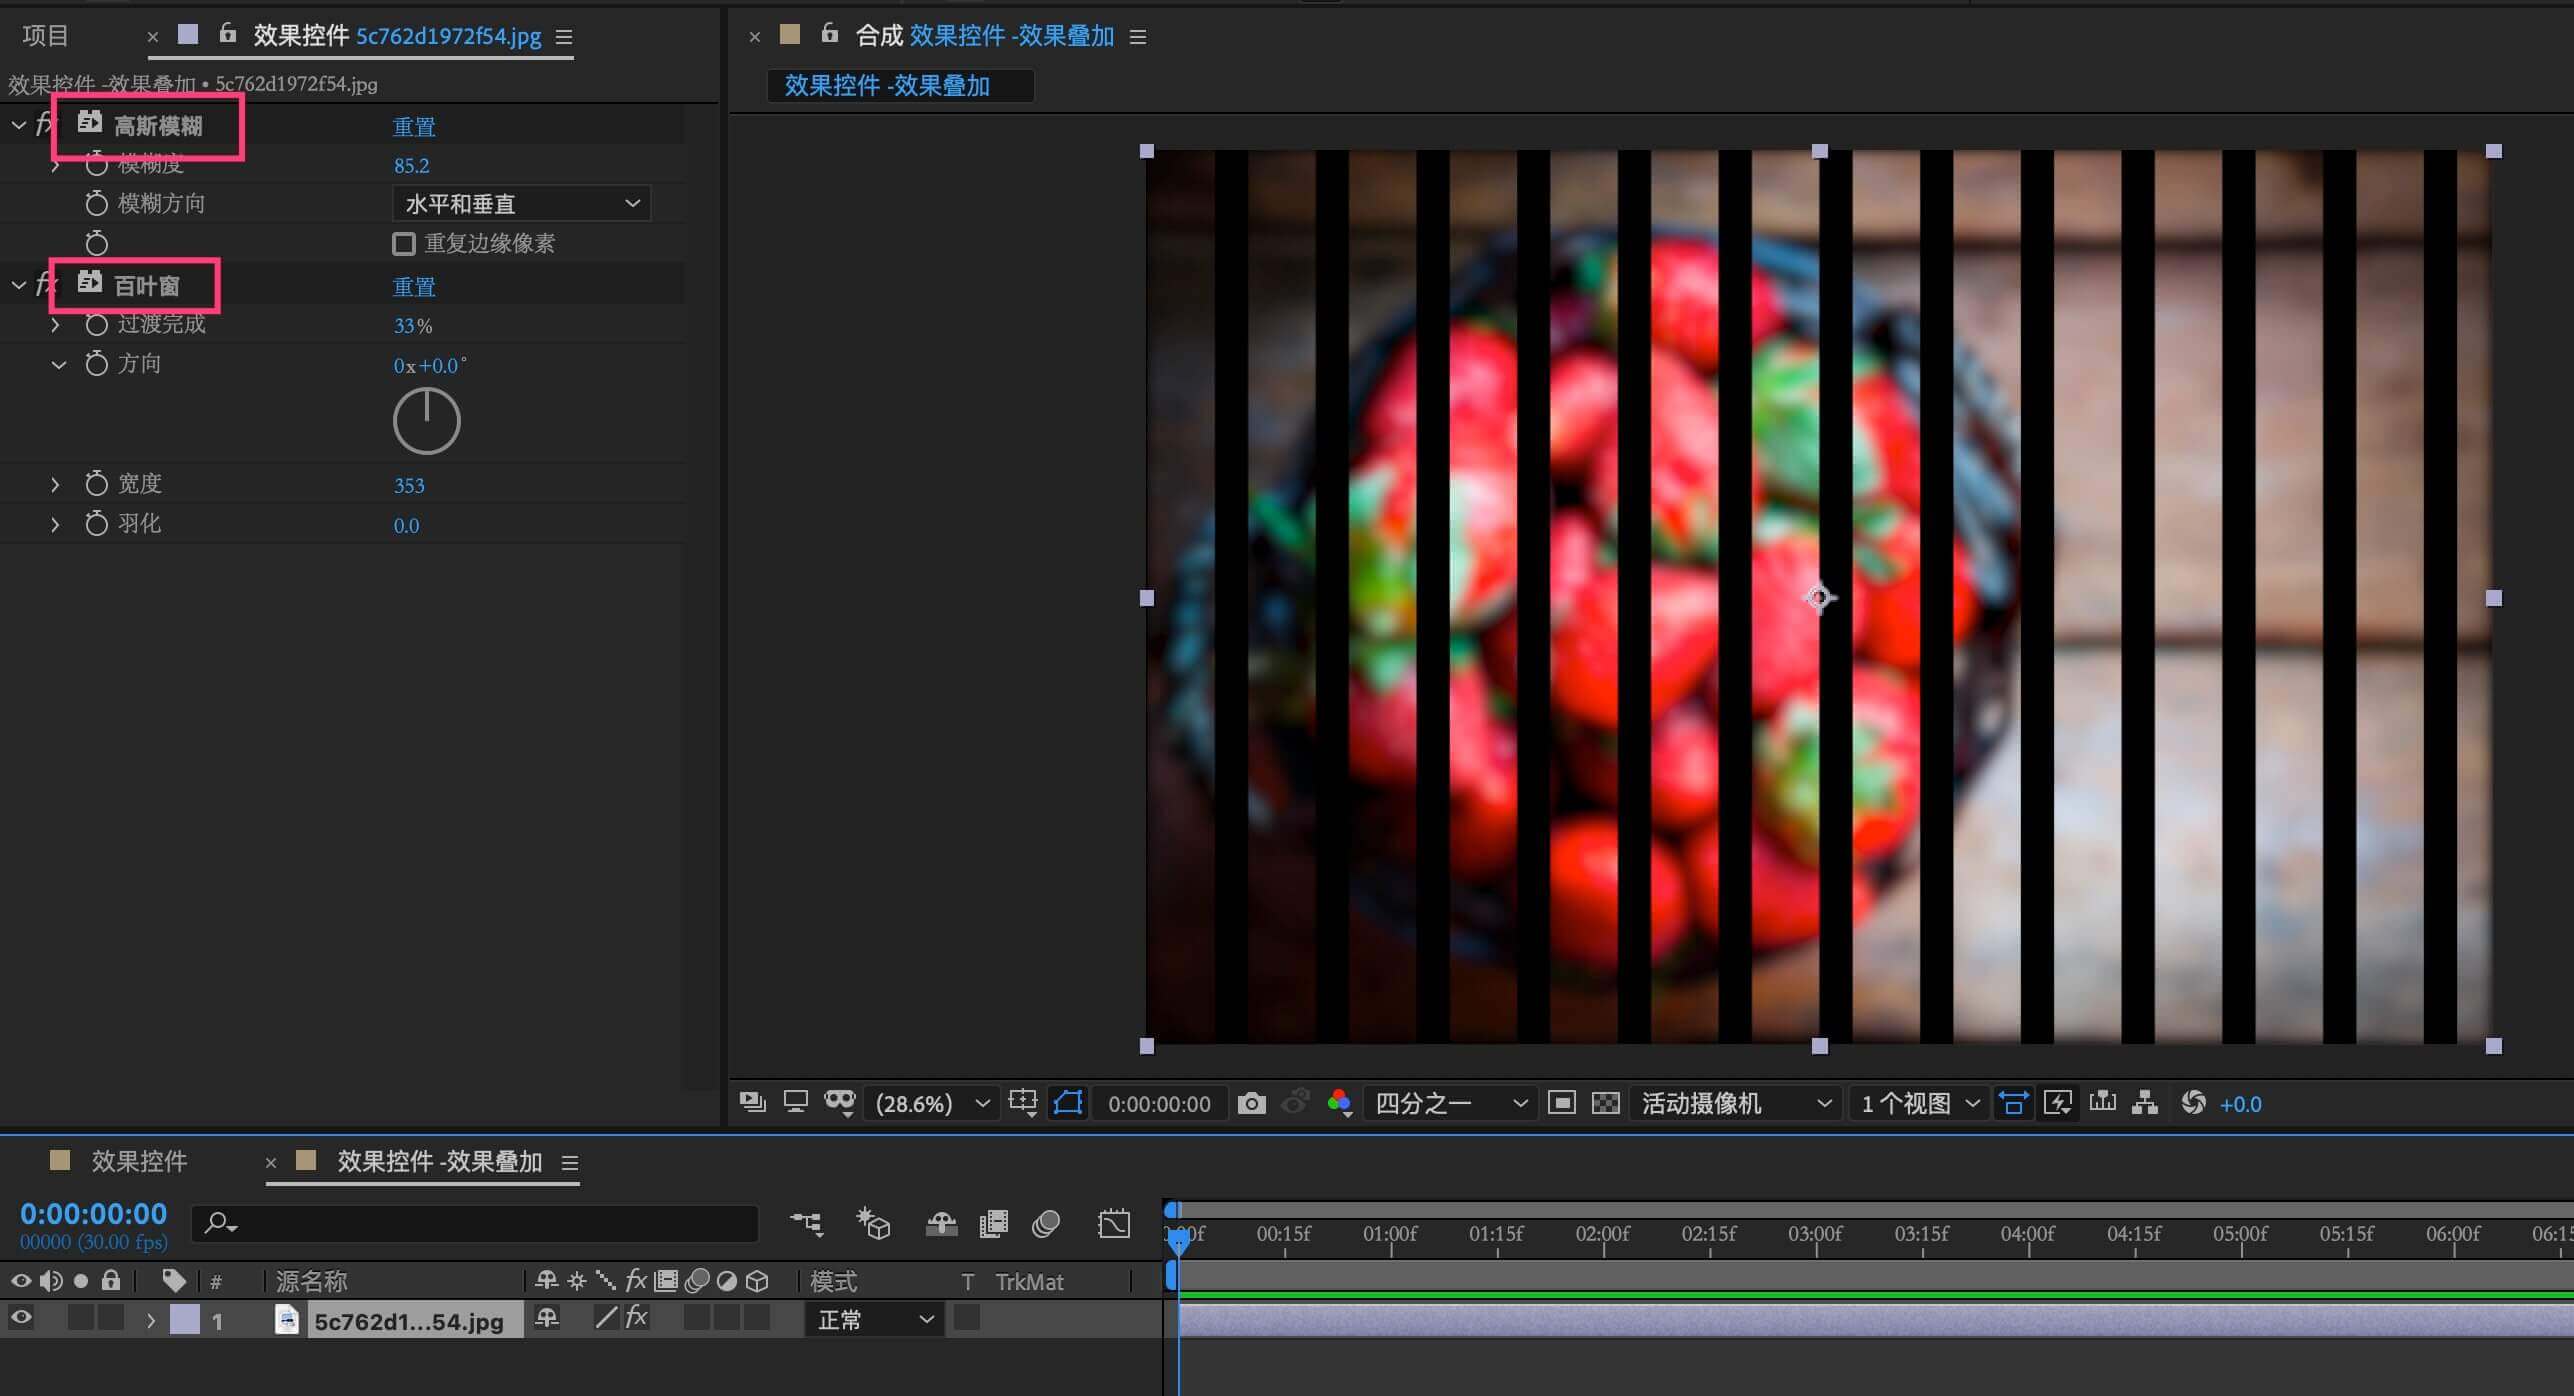 项目
× 效果控件 5c762d1972f54.jpg
效果控件 -效果叠加 • 5c762d1972f54.jpg
fx 高斯模糊 重置
模糊度 85.2
模糊方向 水平和垂直
重复边缘像素
fx 百叶窗 重置
过渡完成 33%
方向 0x+0.0°
宽度 353
羽化 0.0
× 合成 效果控件 -效果叠加
效果控件 -效果叠加
(28.6%) 0:00:00:00 四分之一 活动摄像机 1 个视图 +0.0
效果控件 × 效果控件 -效果叠加
0:00:00:00
00000 (30.00 fps)
00:15f 01:00f 01:15f 02:00f 02:15f 03:00f 03:15f 04:00f 04:15f 05:00f 05:15f 06:00f
# 源名称 fx 模式 T TrkMat
1 5c762d1...54.jpg fx 正常